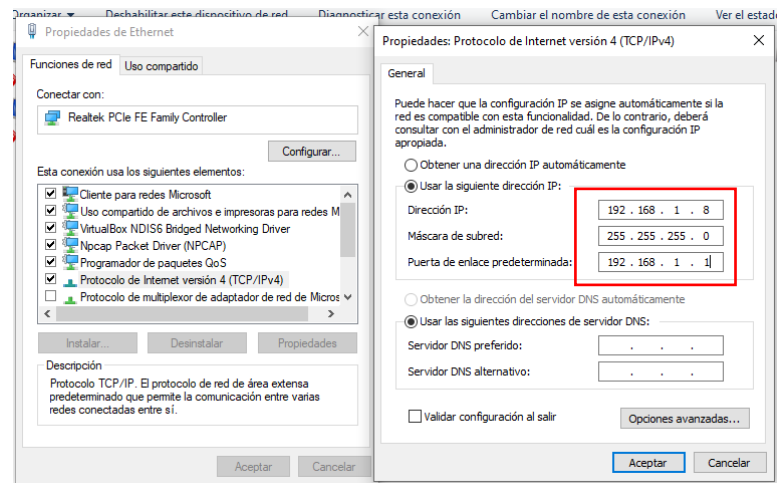 Organizar Deshabilitar este dispositivo de red Diagnosticar esta conexión Cambiar el nombre de esta conexión Ver el estad
Propiedades de Ethernet
Funciones de red Uso compartido
Conectar con:
Realtek PCIe FE Family Controller
Configurar...
Esta conexión usa los siguientes elementos:
Cliente para redes Microsoft
Uso compartido de archivos e impresoras para redes M
VirtualBox NDIS6 Bridged Networking Driver
Npcap Packet Driver (NPCAP)
Programador de paquetes QoS
Protocolo de Internet versión 4 (TCP/IPv4)
Protocolo de multiplexor de adaptador de red de Micros
Instalar... Desinstalar Propiedades
Descripción
Protocolo TCP/IP. El protocolo de red de área extensa
predeterminado que permite la comunicación entre varias
redes conectadas entre sí.
Aceptar Cancelar
Propiedades: Protocolo de Internet versión 4 (TCP/IPv4)
General
Puede hacer que la configuración IP se asigne automáticamente si la
red es compatible con esta funcionalidad. De lo contrario, deberá
consultar con el administrador de red cuál es la configuración IP
apropiada.
Obtener una dirección IP automáticamente
Usar la siguiente dirección IP:
Dirección IP: 192 . 168 . 1 . 8
Máscara de subred: 255 . 255 . 255 . 0
Puerta de enlace predeterminada: 192 . 168 . 1 . 1
Obtener la dirección del servidor DNS automáticamente
Usar las siguientes direcciones de servidor DNS:
Servidor DNS preferido: . . .
Servidor DNS alternativo: . . .
Validar configuración al salir Opciones avanzadas...
Aceptar Cancelar